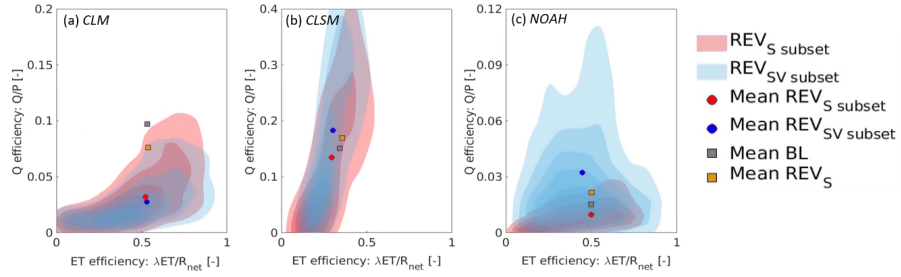 (a) CLM
Q efficiency: Q/P [-]
0.2
0.15
0.1
0.05
0
0
0.5
1
ET efficiency: λET/Rnet [-]
(b) CLSM
Q efficiency: Q/P [-]
0.4
0.3
0.2
0.1
0
0
0.5
1
ET efficiency: λET/Rnet [-]
(c) NOAH
Q efficiency: Q/P [-]
0.12
0.09
0.06
0.03
0
0
0.5
1
ET efficiency: λET/Rnet [-]
REVS subset
REVSV subset
Mean REVS subset
Mean REVSV subset
Mean BL
Mean REVS